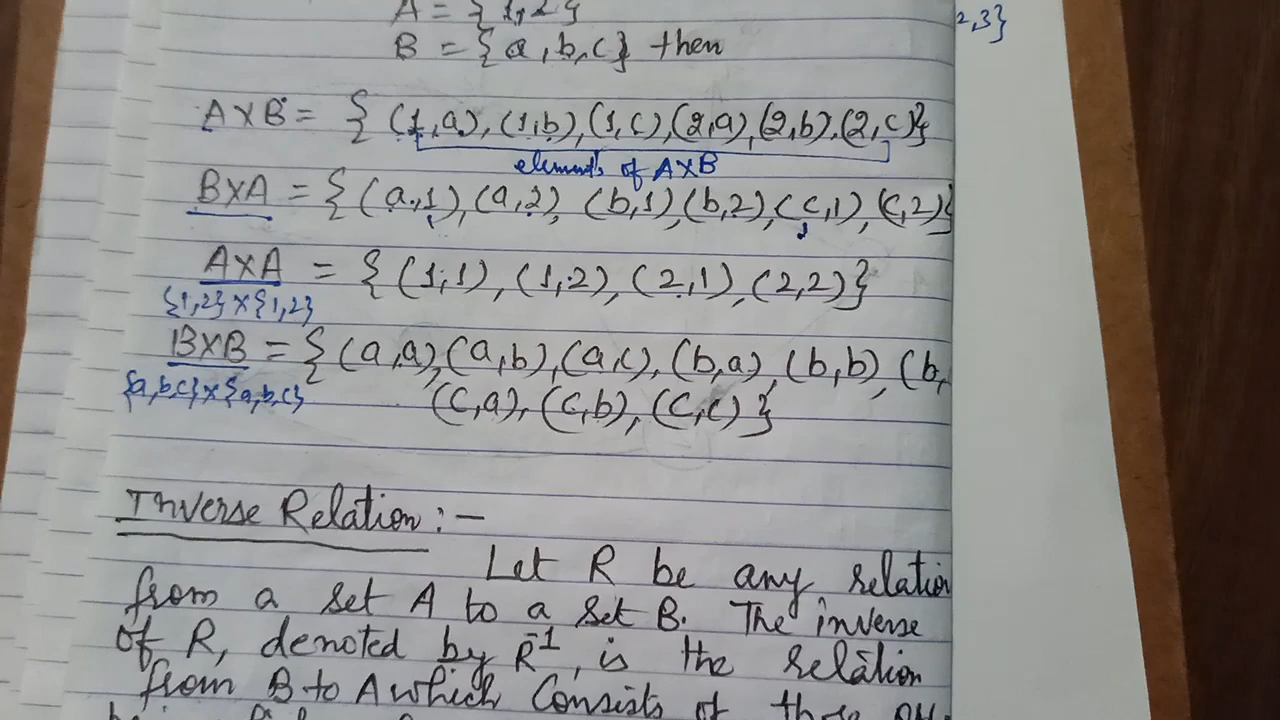 A = {1,2}
2,3}
B = {a,b,c} then
A×B = { (1,a), (1,b), (1,c), (2,a), (2,b), (2,c)}
elements of A×B
B×A = { (a,1), (a,2), (b,1), (b,2), (c,1), (c,2)}
A×A = { (1,1), (1,2), (2,1), (2,2)}
{1,2} × {1,2}
B×B = { (a,a), (a,b), (a,c), (b,a), (b,b), (b,
{a,b,c} × {a,b,c}
(c,a), (c,b), (c,c)}
Inverse Relation :-
Let R be any relation
from a set A to a set B. The inverse
of R, denoted by R⁻¹, is the relation
from B to A which consists of those